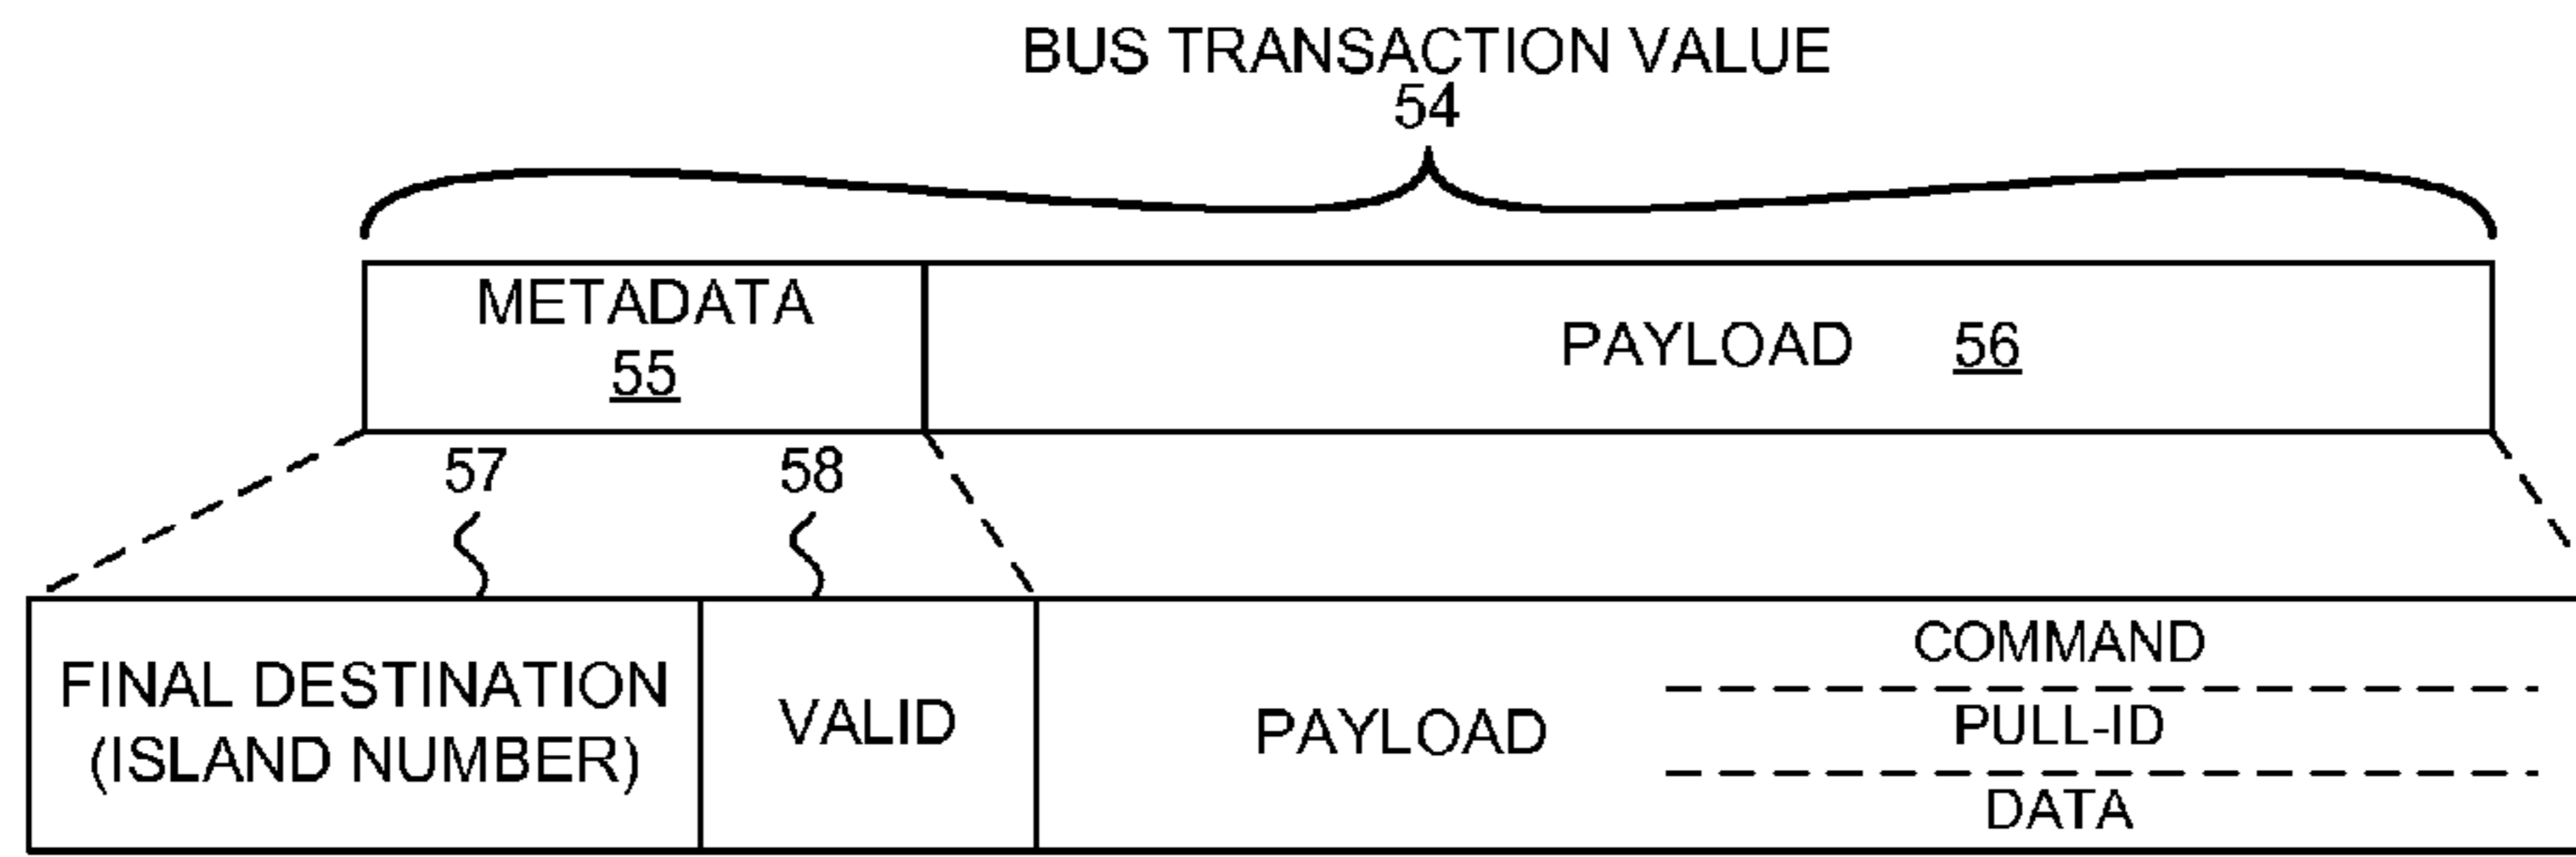 BUS TRANSACTION VALUE
54
METADATA
55
PAYLOAD 56
57 58
FINAL DESTINATION
(ISLAND NUMBER)
VALID
PAYLOAD
COMMAND
PULL-ID
DATA